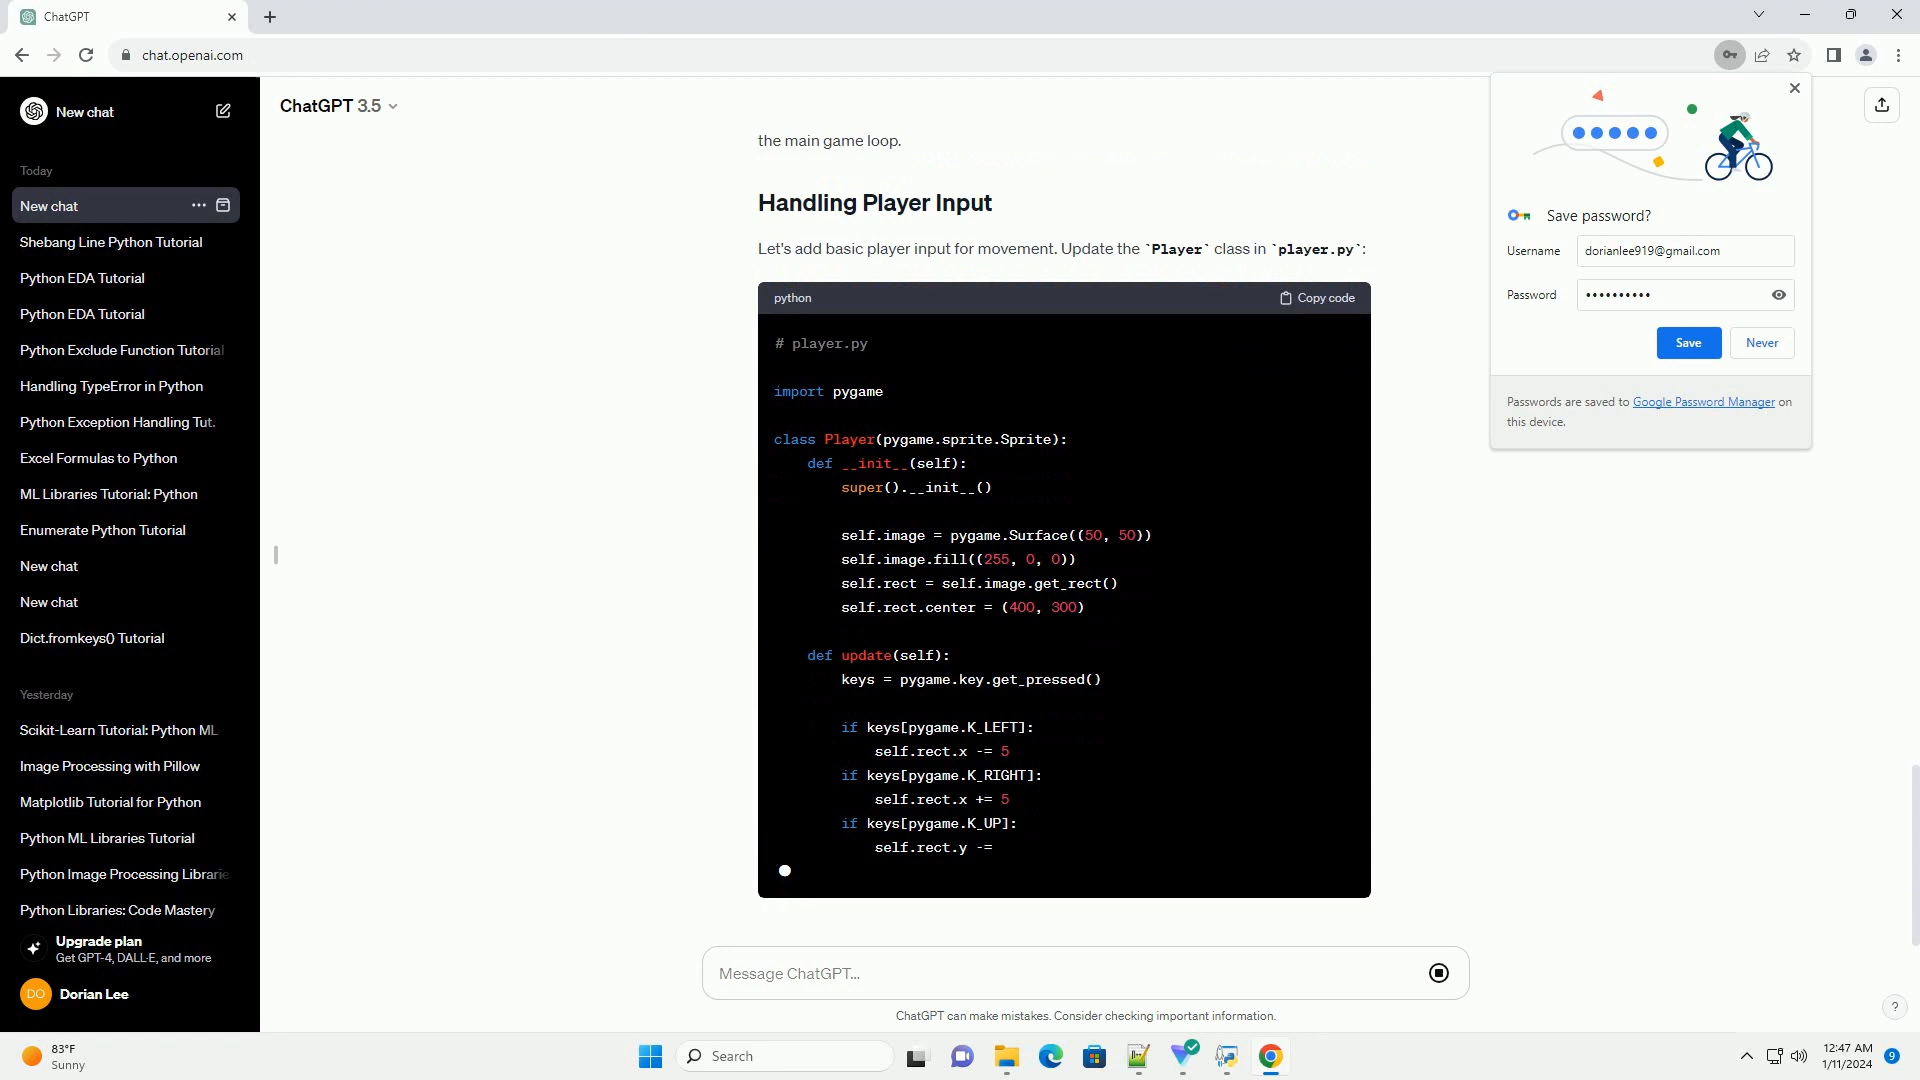 ChatGPT
chat.openai.com
New chat
Today
New chat
Shebang Line Python Tutorial
Python EDA Tutorial
Python EDA Tutorial
Python Exclude Function Tutorial
Handling TypeError in Python
Python Exception Handling Tut.
Excel Formulas to Python
ML Libraries Tutorial: Python
Enumerate Python Tutorial
New chat
New chat
Dict.fromkeys() Tutorial
Yesterday
Scikit-Learn Tutorial: Python ML
Image Processing with Pillow
Matplotlib Tutorial for Python
Python ML Libraries Tutorial
Python Image Processing Librarie
Python Libraries: Code Mastery
Upgrade plan
Get GPT-4, DALL·E, and more
DO
Dorian Lee
ChatGPT 3.5
the main game loop.
Handling Player Input
Let's add basic player input for movement. Update the `Player` class in `player.py`:
python
Copy code
# player.py
import pygame
class Player(pygame.sprite.Sprite):
def __init__(self):
super().__init__()
self.image = pygame.Surface((50, 50))
self.image.fill((255, 0, 0))
self.rect = self.image.get_rect()
self.rect.center = (400, 300)
def update(self):
keys = pygame.key.get_pressed()
if keys[pygame.K_LEFT]:
self.rect.x -= 5
if keys[pygame.K_RIGHT]:
self.rect.x += 5
if keys[pygame.K_UP]:
self.rect.y -=
Message ChatGPT...
ChatGPT can make mistakes. Consider checking important information.
?
Save password?
Username
dorianlee919@gmail.com
Password
••••••••••
Save
Never
Passwords are saved to Google Password Manager on
this device.
83°F
Sunny
Search
12:47 AM
1/11/2024
9